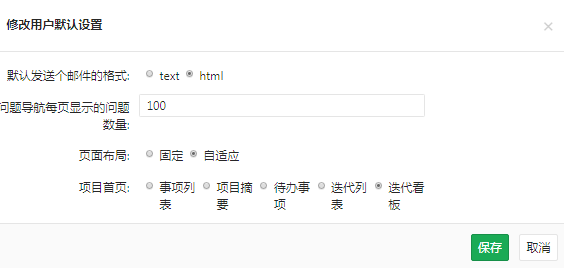 修改用户默认设置 ×
默认发送个邮件的格式: text html
问题导航每页显示的问题 100
数量:
页面布局: 固定 自适应
项目首页: 事项列 项目摘 待办事 迭代列 迭代看
表 要 项 表 板
保存 取消